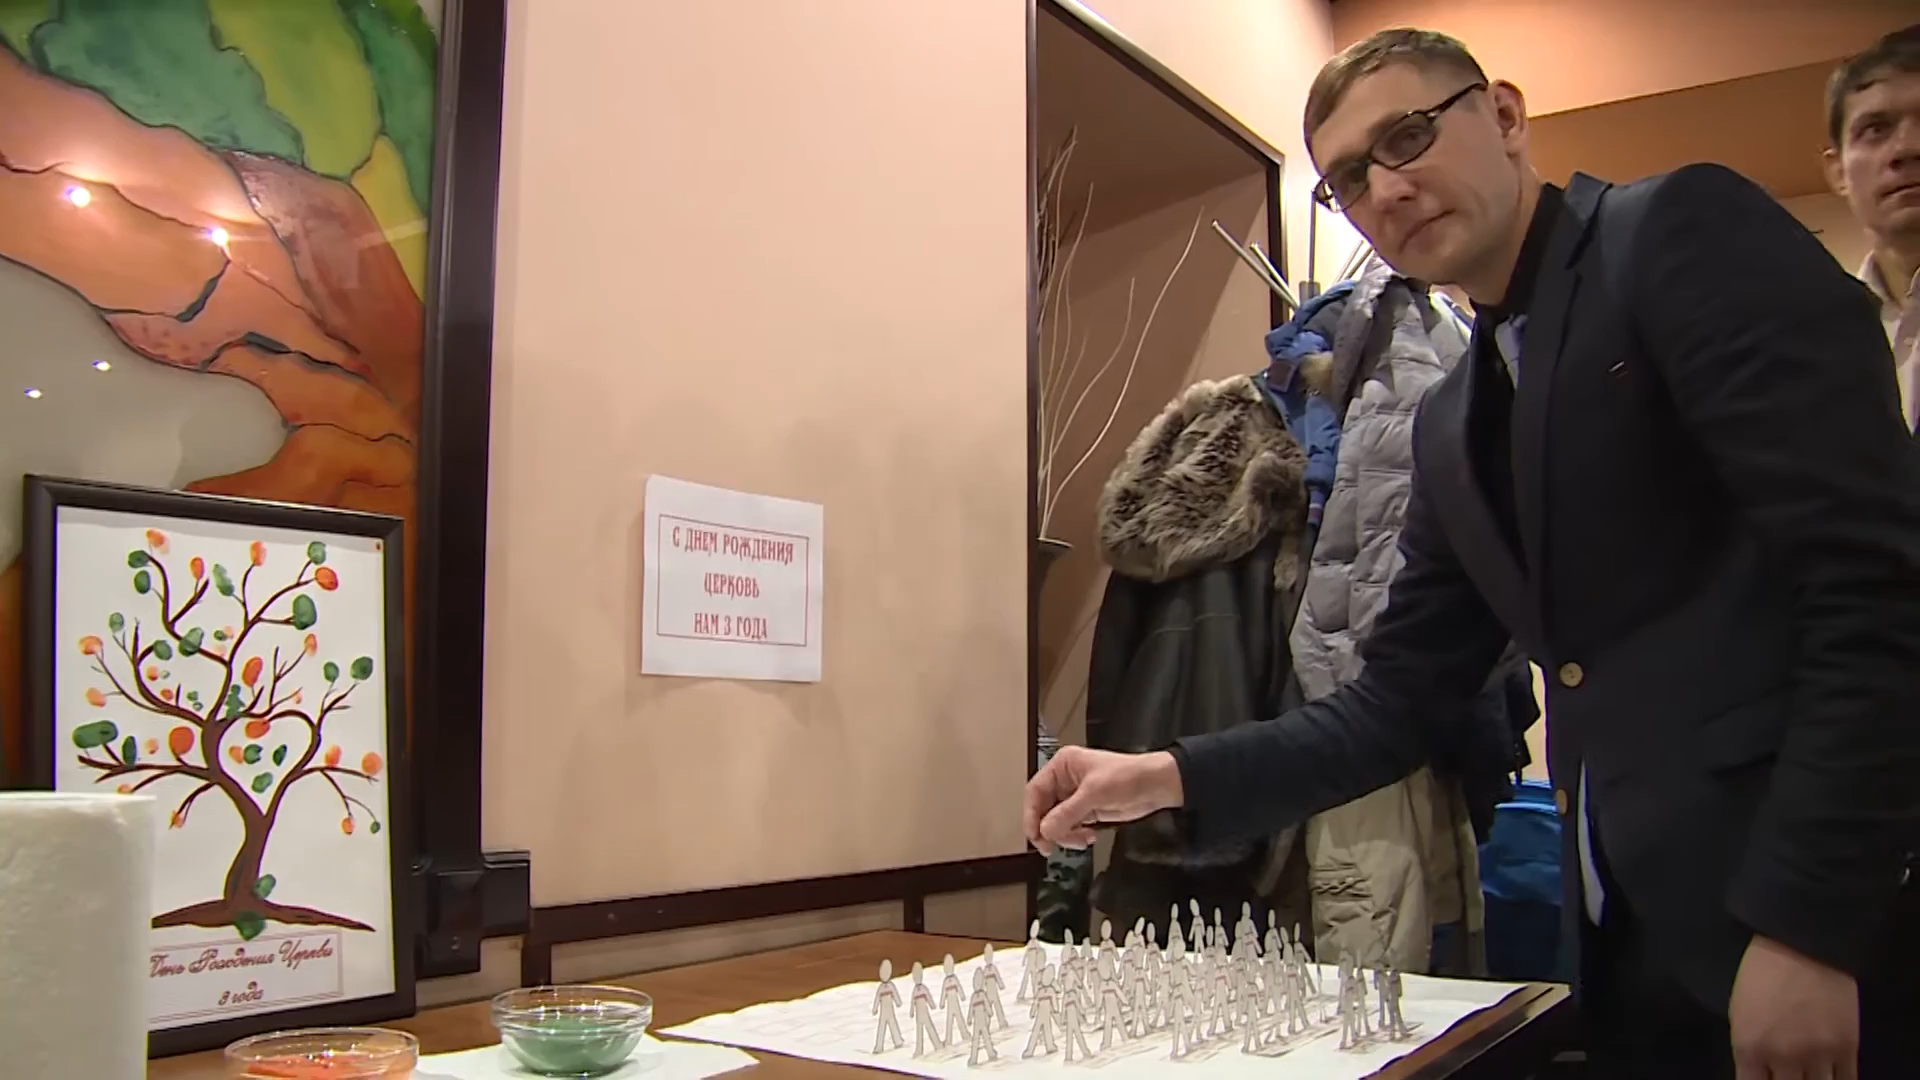 С ДНЕМ РОЖДЕНИЯ
ЦЕРКОВЬ
НАМ 3 ГОДА
День Рождения Церкви
3 года